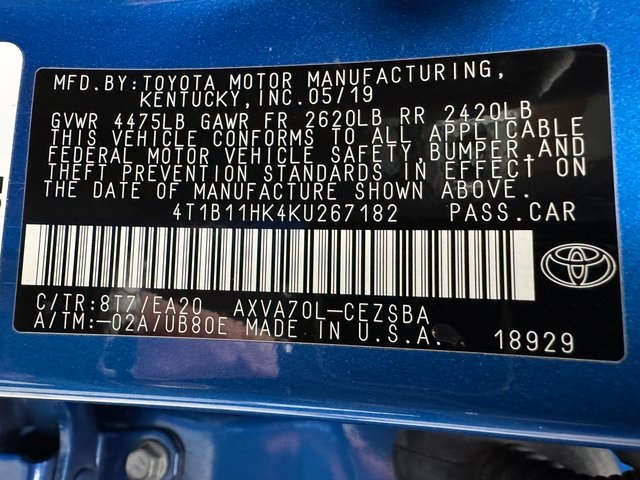 MFD.BY:TOYOTA MOTOR MANUFACTURING,
KENTUCKY,INC.05/19
GVWR 4475LB GAWR FR 2620LB RR 2420LB
THIS VEHICLE CONFORMS TO ALL APPLICABLE
FEDERAL MOTOR VEHICLE SAFETY,BUMPER,AND
THEFT PREVENTION STANDARDS IN EFFECT ON
THE DATE OF MANUFACTURE SHOWN ABOVE.
4T1B11HK4KU267182 PASS.CAR
C/TR:8T7/EA20 AXVA70L-CEZSBA
A/TM:-02A/UB80E MADE IN U.S.A.
18929